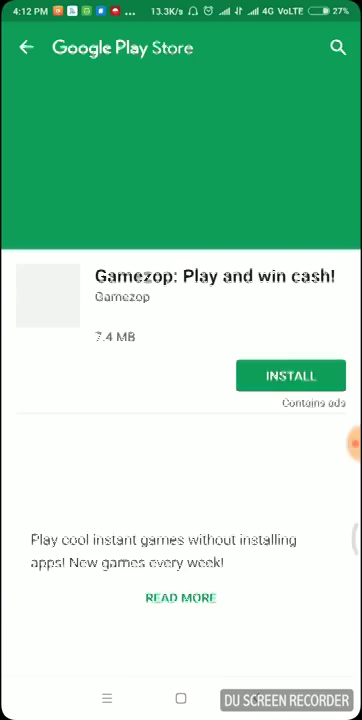 4:12 PM ... 13.3K/s 4G VoLTE 27%
Google Play Store
Gamezop: Play and win cash!
Gamezop
7.4 MB
INSTALL
Contains ads
Play cool instant games without installing
apps! New games every week!
READ MORE
DU SCREEN RECORDER